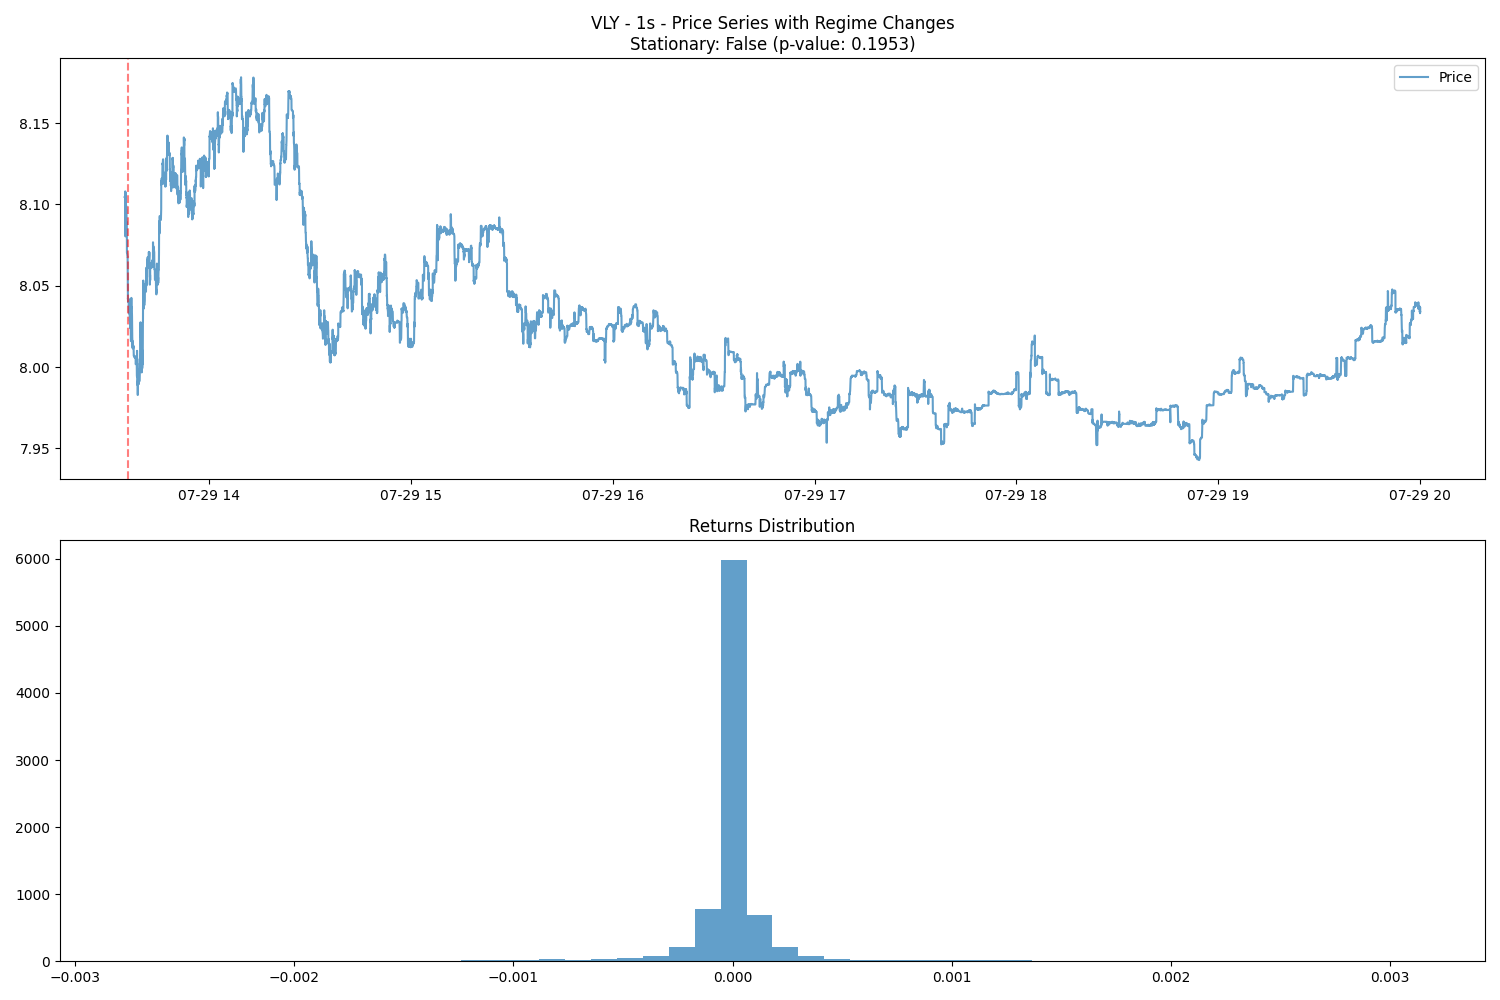 VLY - 1s - Price Series with Regime Changes
Stationary: False (p-value: 0.1953)
Price
8.15
8.10
8.05
8.00
7.95
07-29 14 07-29 15 07-29 16 07-29 17 07-29 18 07-29 19 07-29 20
Returns Distribution
6000
5000
4000
3000
2000
1000
0
−0.003 −0.002 −0.001 0.000 0.001 0.002 0.003